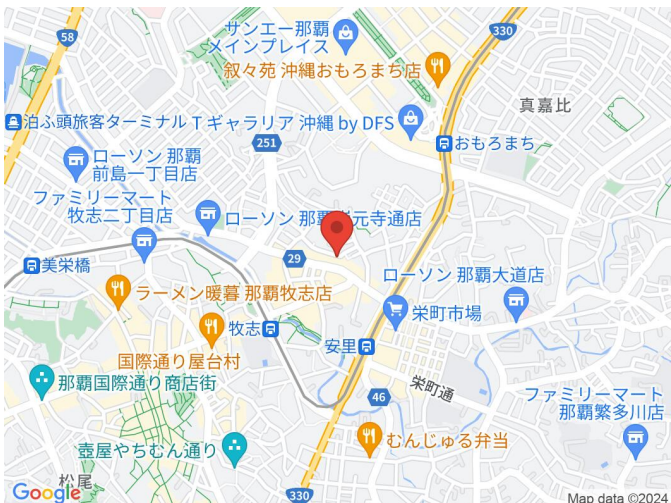 58
サンエー那覇
メインプレイス
330
叙々苑 沖縄おもろまち店
真嘉比
泊ふ頭旅客ターミナル
Tギャラリア 沖縄 by DFS
251
おもろまち
ローソン 那覇
前島一丁目店
ファミリーマート
牧志二丁目店
ローソン 那覇
元寺通店
29
美栄橋
ローソン 那覇大道店
ラーメン暖暮 那覇牧志店
栄町市場
牧志
安里
国際通り屋台村
那覇国際通り商店街
栄町通
46
ファミリーマート
那覇繁多川店
むんじゅる弁当
壺屋やちむん通り
松尾
Google
330
Map data ©2024